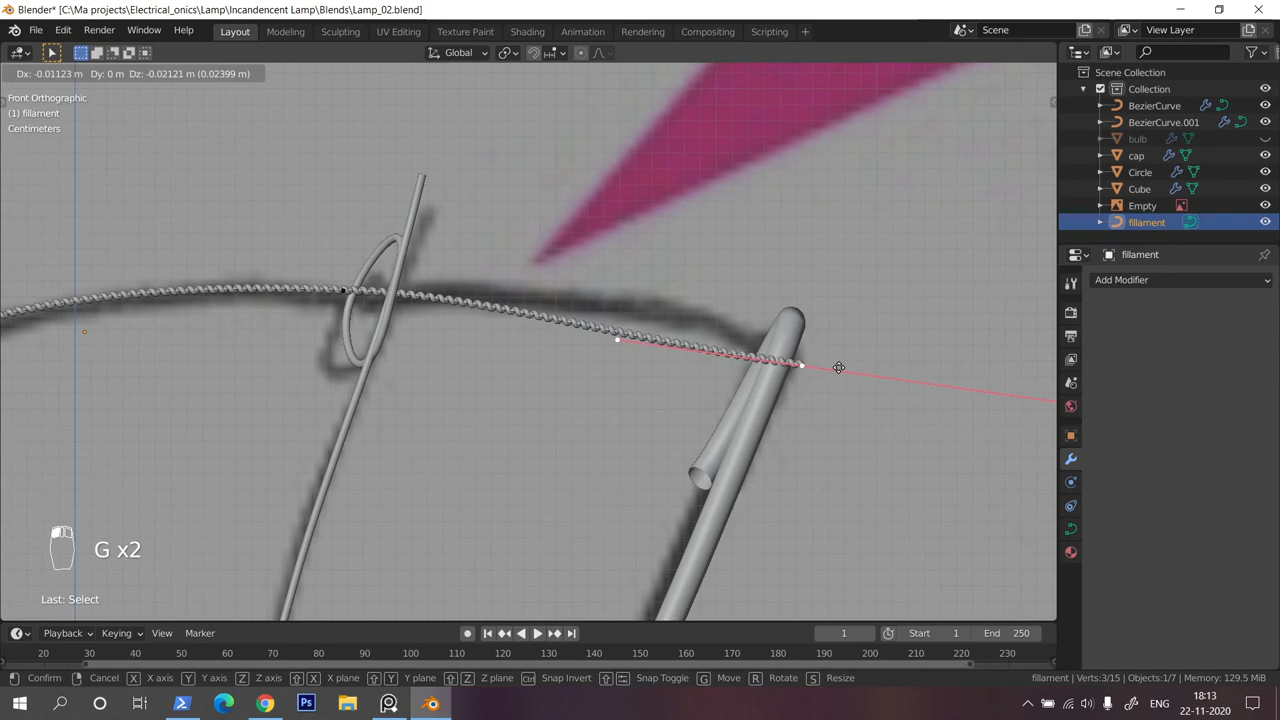 Blender* [C:\Ma projects\Electrical_onics\Lamp\Incandencent Lamp\Blends\Lamp_02.blend]
File Edit Render Window Help Layout Modeling Sculpting UV Editing Texture Paint Shading Animation Rendering Compositing Scripting + Scene View Layer
Global
Dx: -0.01123 m Dy: 0 m Dz: -0.02121 m (0.02399 m)
Front Orthographic
(1) fillament
Centimeters
Scene Collection
Collection
BezierCurve
BezierCurve.001
bulb
cap
Circle
Cube
Empty
fillament
fillament
Add Modifier
G x2
Last: Select
Playback Keying View Marker 1 Start 1 End 250
20 30 40 50 60 70 80 90 100 110 120 130 140 150 160 170 180 190 200 210 220 230
Confirm Cancel X X axis Y Y axis Z Z axis X X plane Y Y plane Z Z plane Ctrl Snap Invert Snap Toggle G Move R Rotate S Resize fillament | Verts:3/15 | Objects:1/7 | Memory: 129.5 MiB
Ps ENG 18:13
22-11-2020